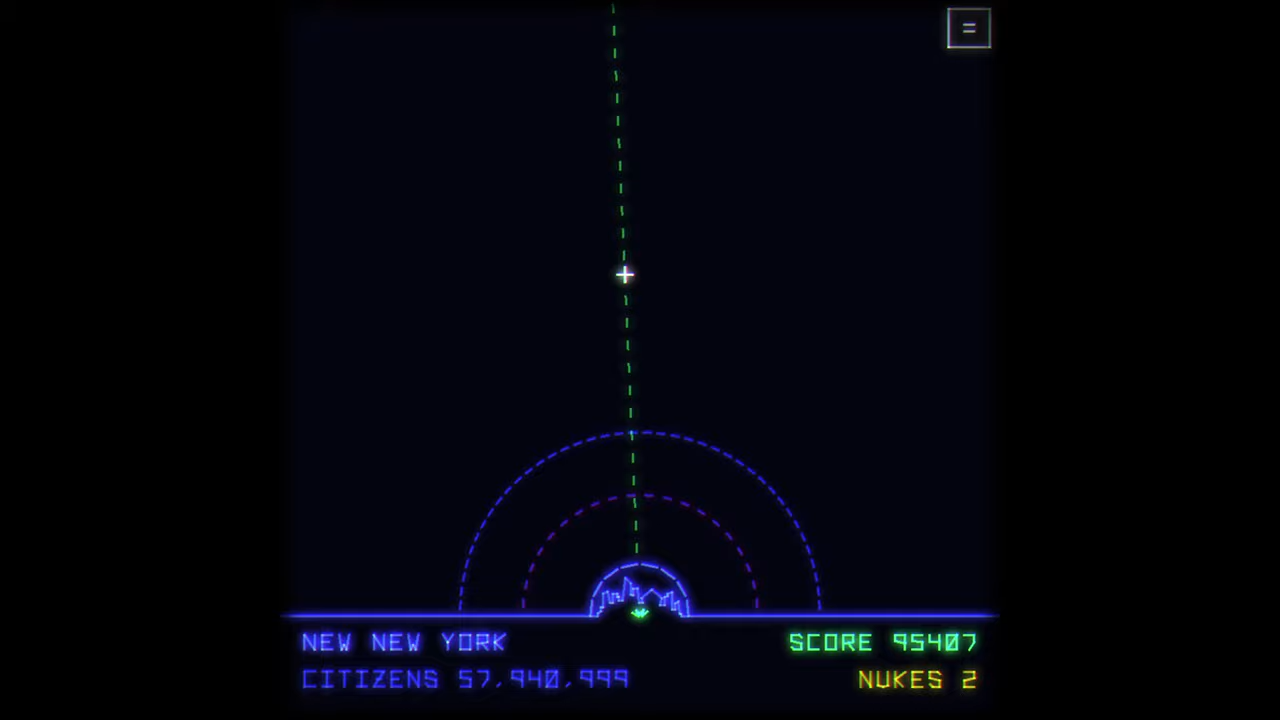 =
NEW NEW YORK
SCORE 95407
CITIZENS 57,940,999
NUKES 2